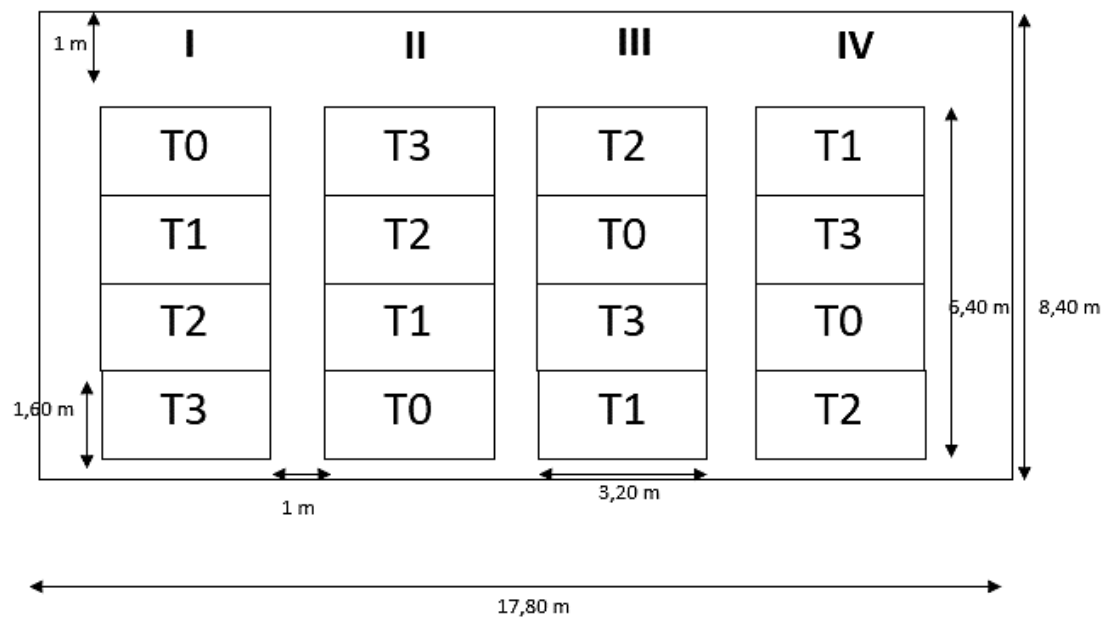 1 m
I II III IV
T0 T3 T2 T1
T1 T2 T0 T3
T2 T1 T3 T0
6,40 m 8,40 m
T3 T0 T1 T2
1,60 m
1 m
3,20 m
17,80 m